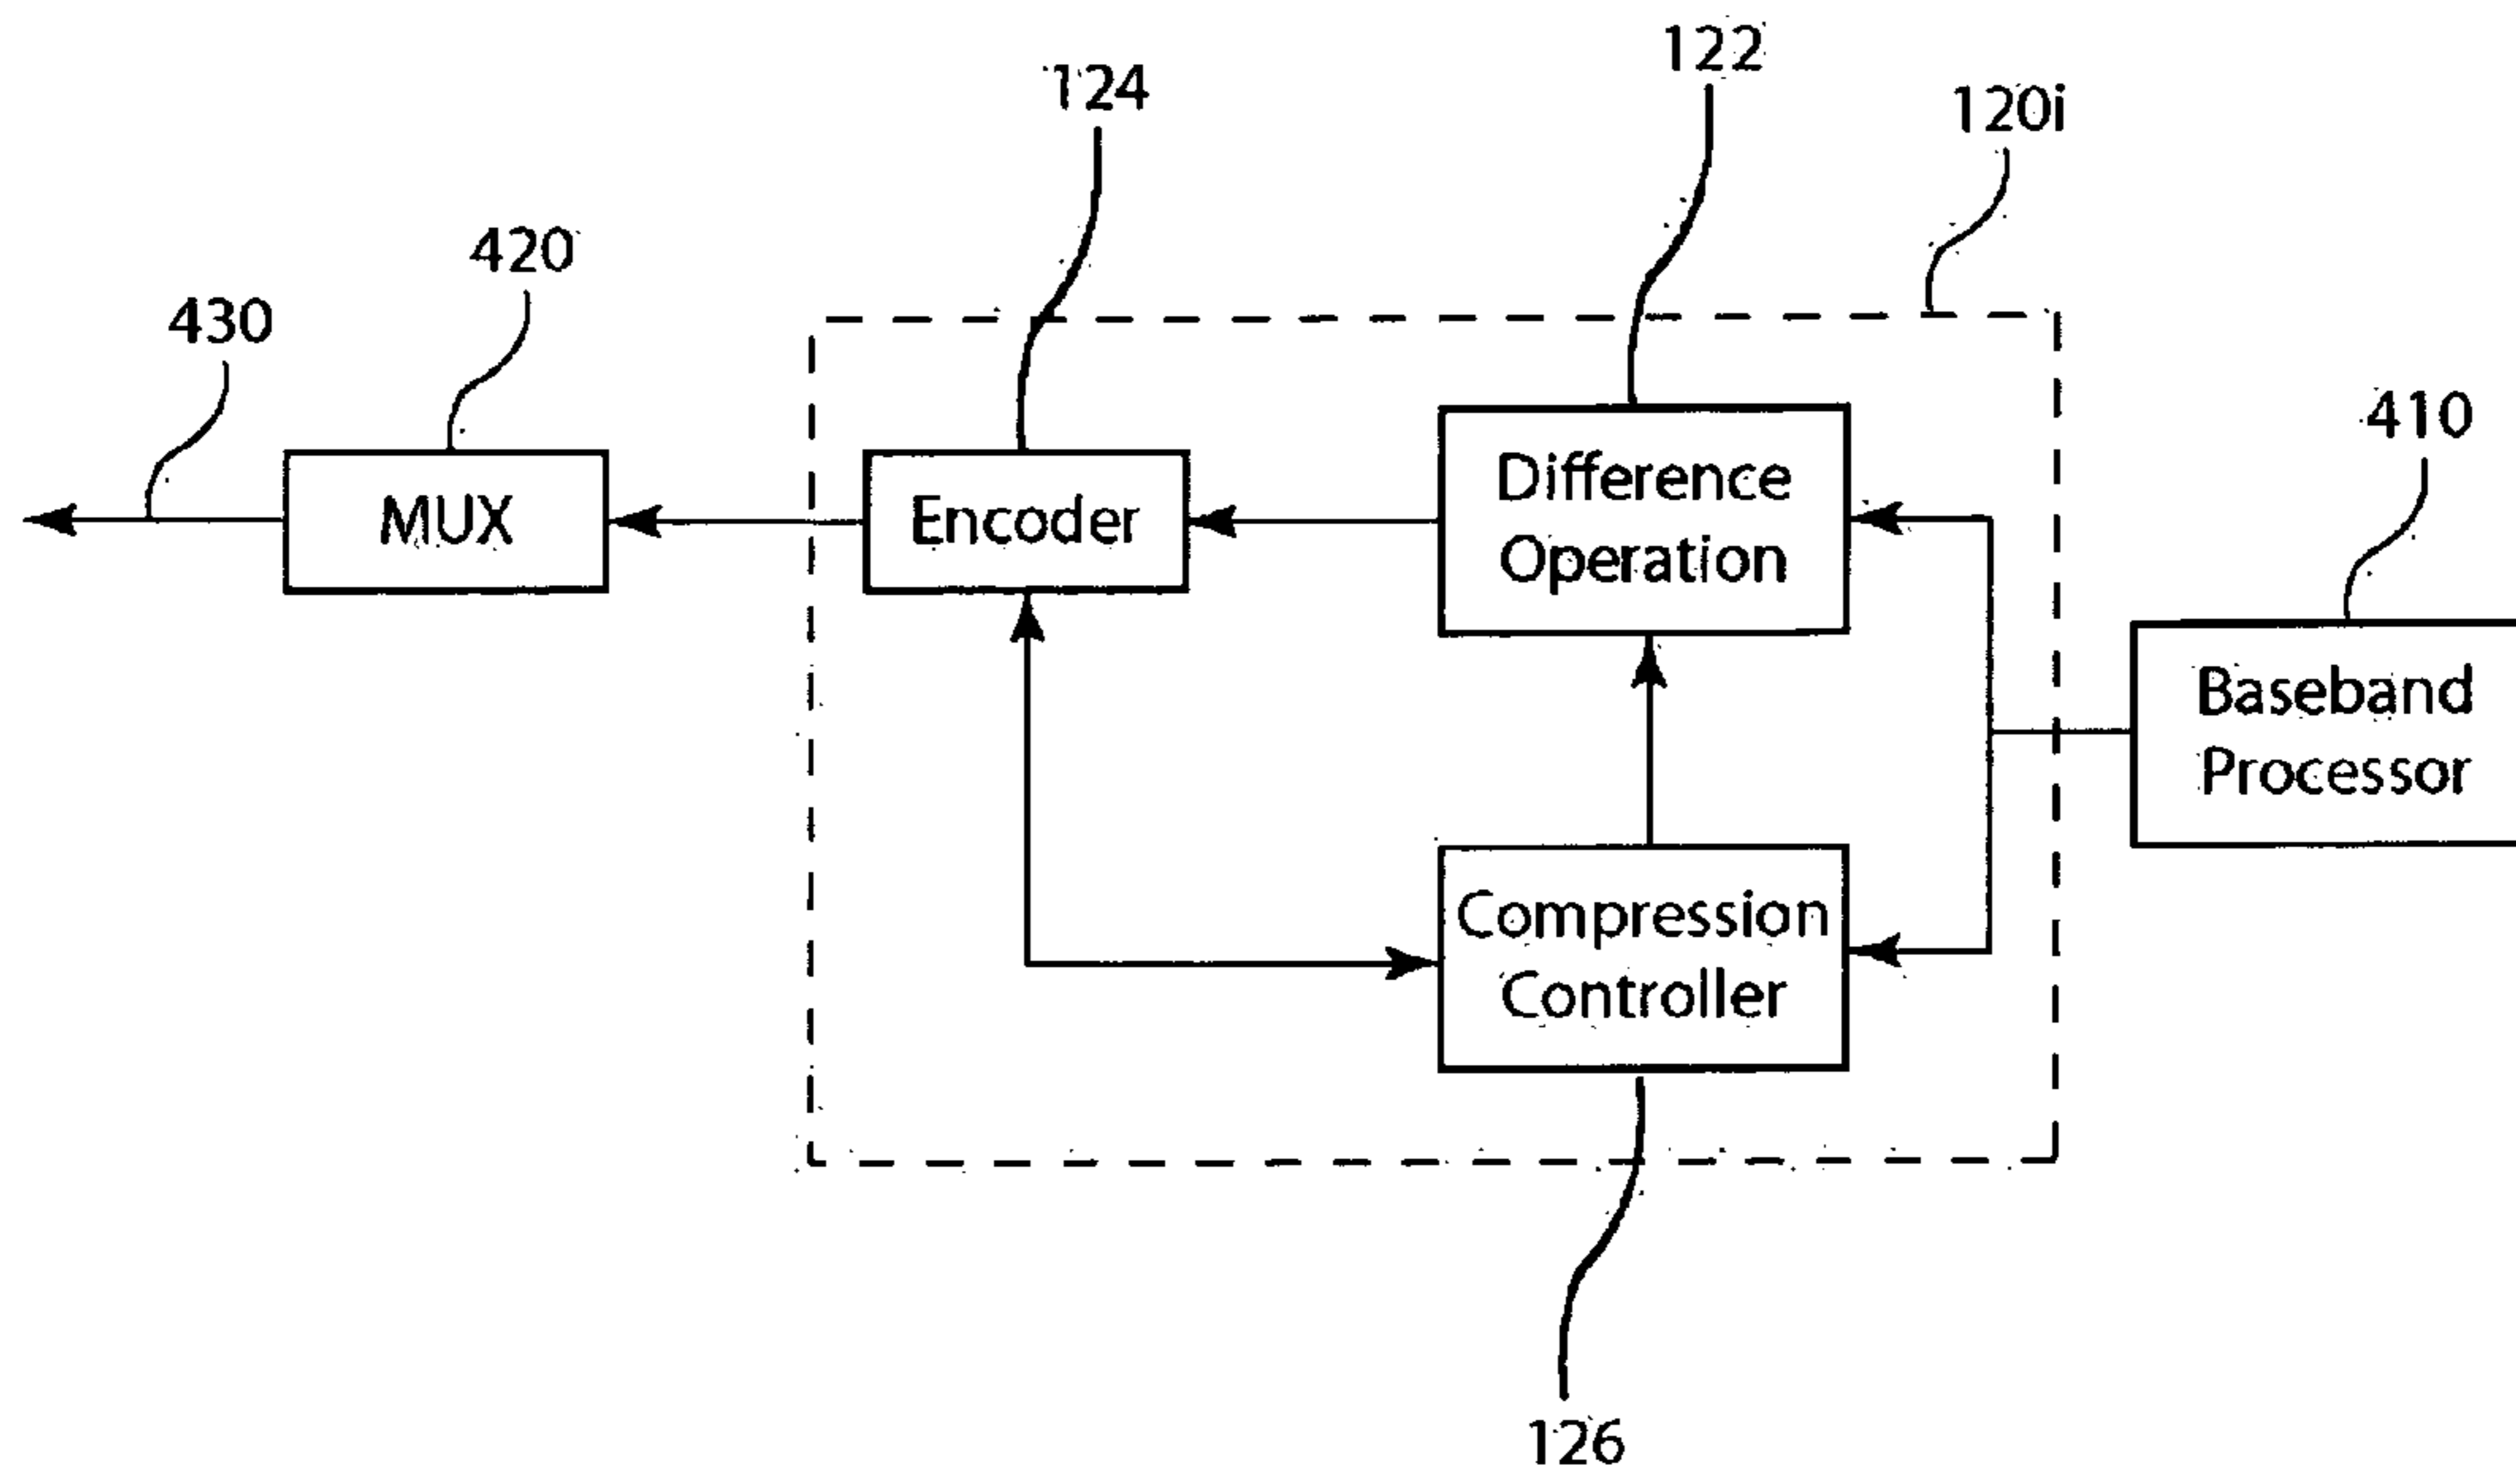 122
124
120i
420
430
410
Difference
Operation
MUX
Encoder
Baseband
Processor
Compression
Controller
126